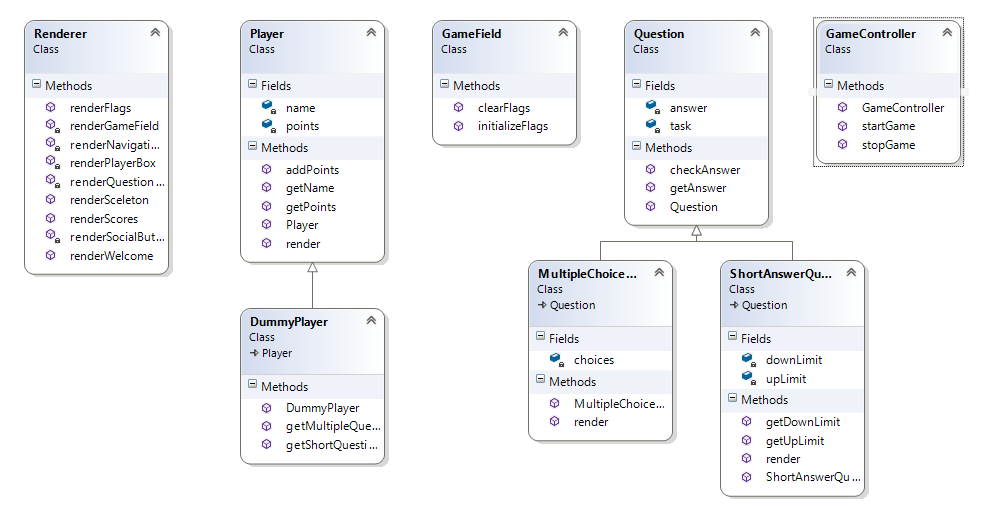 Renderer
Class
Methods
renderFlags
renderGameField
renderNavigati...
renderPlayerBox
renderQuestion ...
renderSceleton
renderScores
renderSocialBut...
renderWelcome
Player
Class
Fields
name
points
Methods
addPoints
getName
getPoints
Player
render
GameField
Class
Methods
clearFlags
initializeFlags
Question
Class
Fields
answer
task
Methods
checkAnswer
getAnswer
Question
GameController
Class
Methods
GameController
startGame
stopGame
DummyPlayer
Class
Player
Methods
DummyPlayer
getMultipleQue...
getShortQuesti...
MultipleChoice...
Class
Question
Fields
choices
Methods
MultipleChoice...
render
ShortAnswerQu...
Class
Question
Fields
downLimit
upLimit
Methods
getDownLimit
getUpLimit
render
ShortAnswerQu...